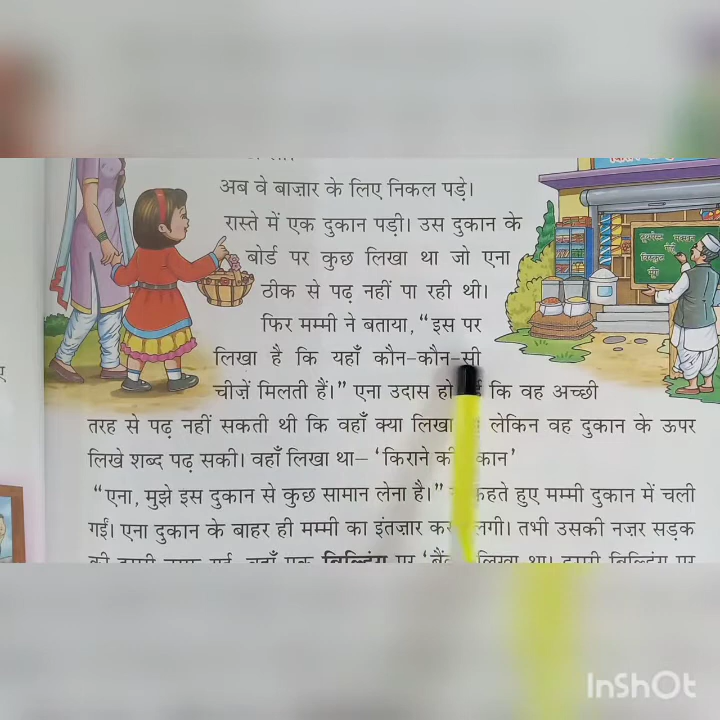 अब वे बाज़ार के लिए निकल पड़े।
रास्ते में एक दुकान पड़ी। उस दुकान के
बोर्ड पर कुछ लिखा था जो एना
ठीक से पढ़ नहीं पा रही थी।
फिर मम्मी ने बताया, “इस पर
लिखा है कि यहाँ कौन-कौन-सी
चीज़ें मिलती हैं।” एना उदास हो कि वह अच्छी
तरह से पढ़ नहीं सकती थी कि वहाँ क्या लिखा लेकिन वह दुकान के ऊपर
लिखे शब्द पढ़ सकी। वहाँ लिखा था– ‘किराने की कान’
“एना, मुझे इस दुकान से कुछ सामान लेना है।” कहते हुए मम्मी दुकान में चली
गईं। एना दुकान के बाहर ही मम्मी का इंतज़ार कर लगी। तभी उसकी नज़र सड़क
बिल्डिंग पर लिखा था। बिल्डिंग पर
बिस्कुट
InShOt